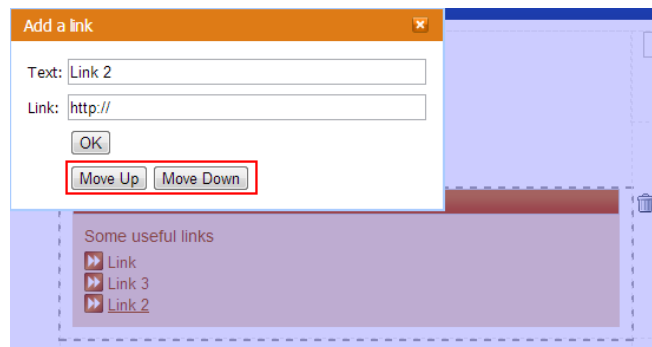 Add a link
Text: Link 2
Link: http://
OK
Move Up Move Down
Some useful links
Link
Link 3
Link 2